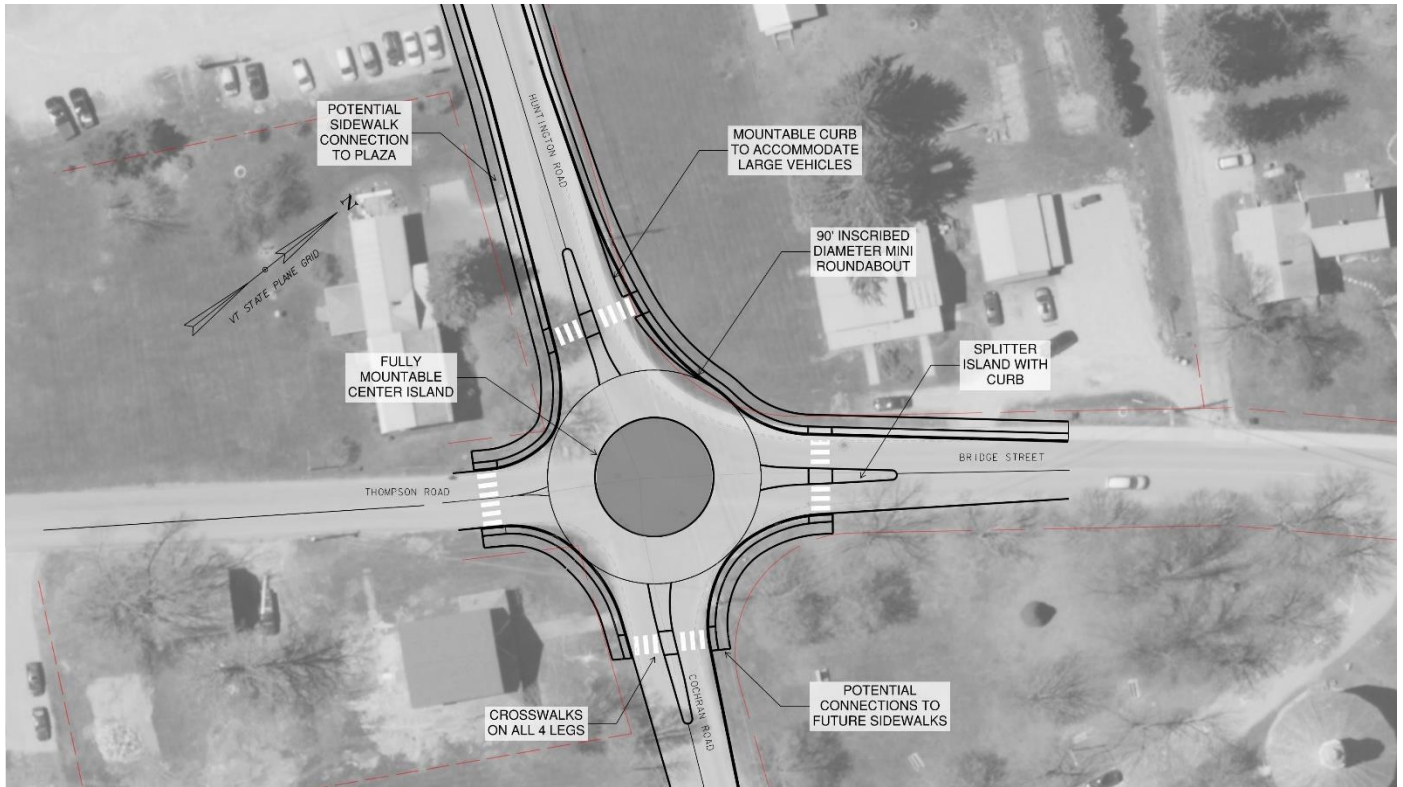 POTENTIAL
SIDEWALK
CONNECTION
TO PLAZA
HUNTINGTON ROAD
MOUNTABLE CURB
TO ACCOMMODATE
LARGE VEHICLES
N
VT STATE PLANE GRID
90' INSCRIBED
DIAMETER MINI
ROUNDABOUT
FULLY
MOUNTABLE
CENTER ISLAND
SPLITTER
ISLAND WITH
CURB
THOMPSON ROAD
BRIDGE STREET
CROSSWALKS
ON ALL 4 LEGS
COCHRAN ROAD
POTENTIAL
CONNECTIONS TO
FUTURE SIDEWALKS